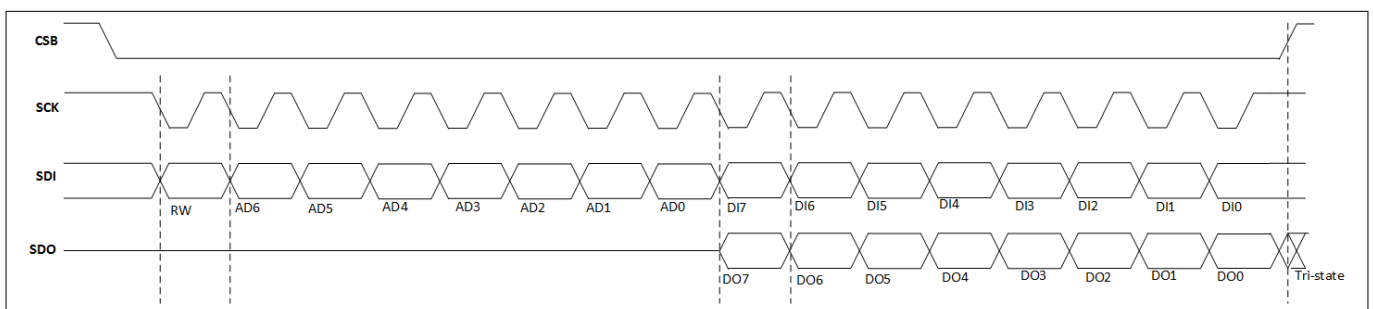 CSB
SCK
SDI
RW AD6 AD5 AD4 AD3 AD2 AD1 AD0 DI7 DI6 DI5 DI4 DI3 DI2 DI1 DI0
SDO
DO7 DO6 DO5 DO4 DO3 DO2 DO1 DO0 Tri-state